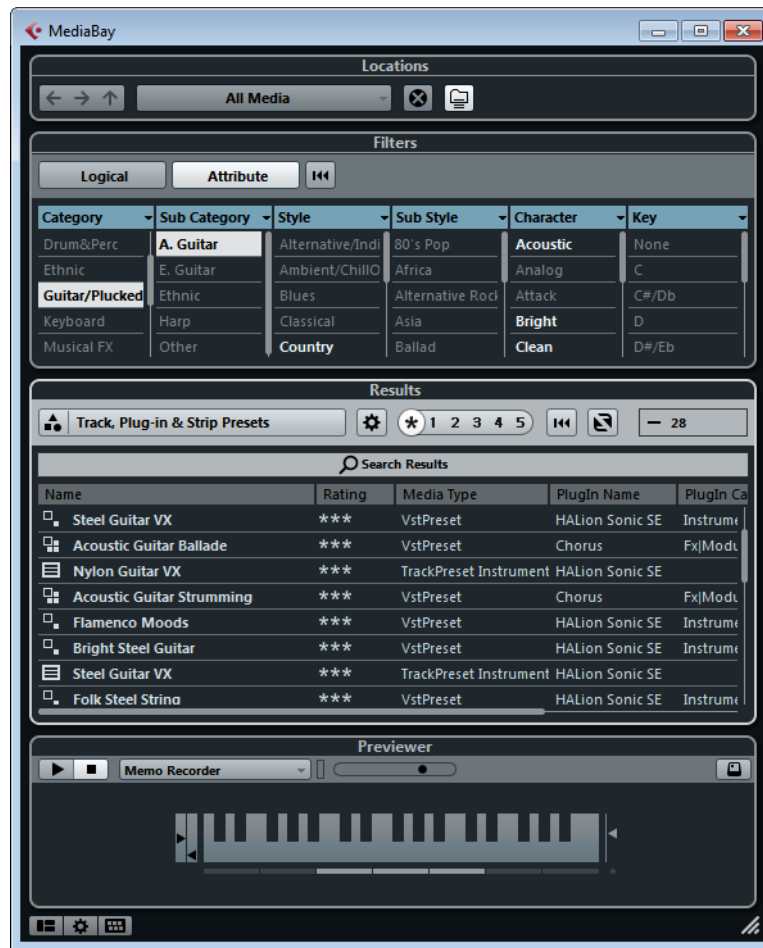 MediaBay
Locations
All Media
Filters
Logical Attribute
Category Sub Category Style Sub Style Character Key
Drum&Perc A. Guitar Alternative/Indi 80's Pop Acoustic None
Ethnic E. Guitar Ambient/ChillO Africa Analog C
Guitar/Plucked Ethnic Blues Alternative Rock Attack C#/Db
Keyboard Harp Classical Asia Bright D
Musical FX Other Country Ballad Clean D#/Eb
Results
Track, Plug-in & Strip Presets * 1 2 3 4 5 28
Search Results
Name Rating Media Type PlugIn Name PlugIn Ca
Steel Guitar VX *** VstPreset HALion Sonic SE Instrume
Acoustic Guitar Ballade *** VstPreset Chorus Fx|Modu
Nylon Guitar VX *** TrackPreset Instrument HALion Sonic SE
Acoustic Guitar Strumming *** VstPreset Chorus Fx|Modu
Flamenco Moods *** VstPreset HALion Sonic SE Instrume
Bright Steel Guitar *** VstPreset HALion Sonic SE Instrume
Steel Guitar VX *** TrackPreset Instrument HALion Sonic SE
Folk Steel String *** VstPreset HALion Sonic SE Instrume
Previewer
Memo Recorder